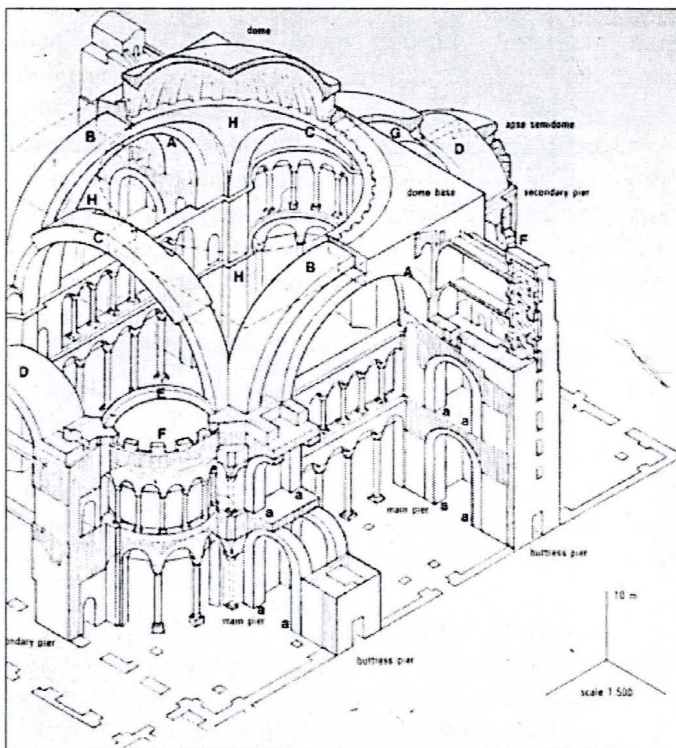 dome
B
H
A
C
G
apse semidome
D
secondary pier
dome base
H
H
F
C
H
B
A
D
E
F
a
a
a
a
main pier
a
a
a
buttress pier
10 m
a
main pier
a
ondary pier
buttress pier
scale 1:500